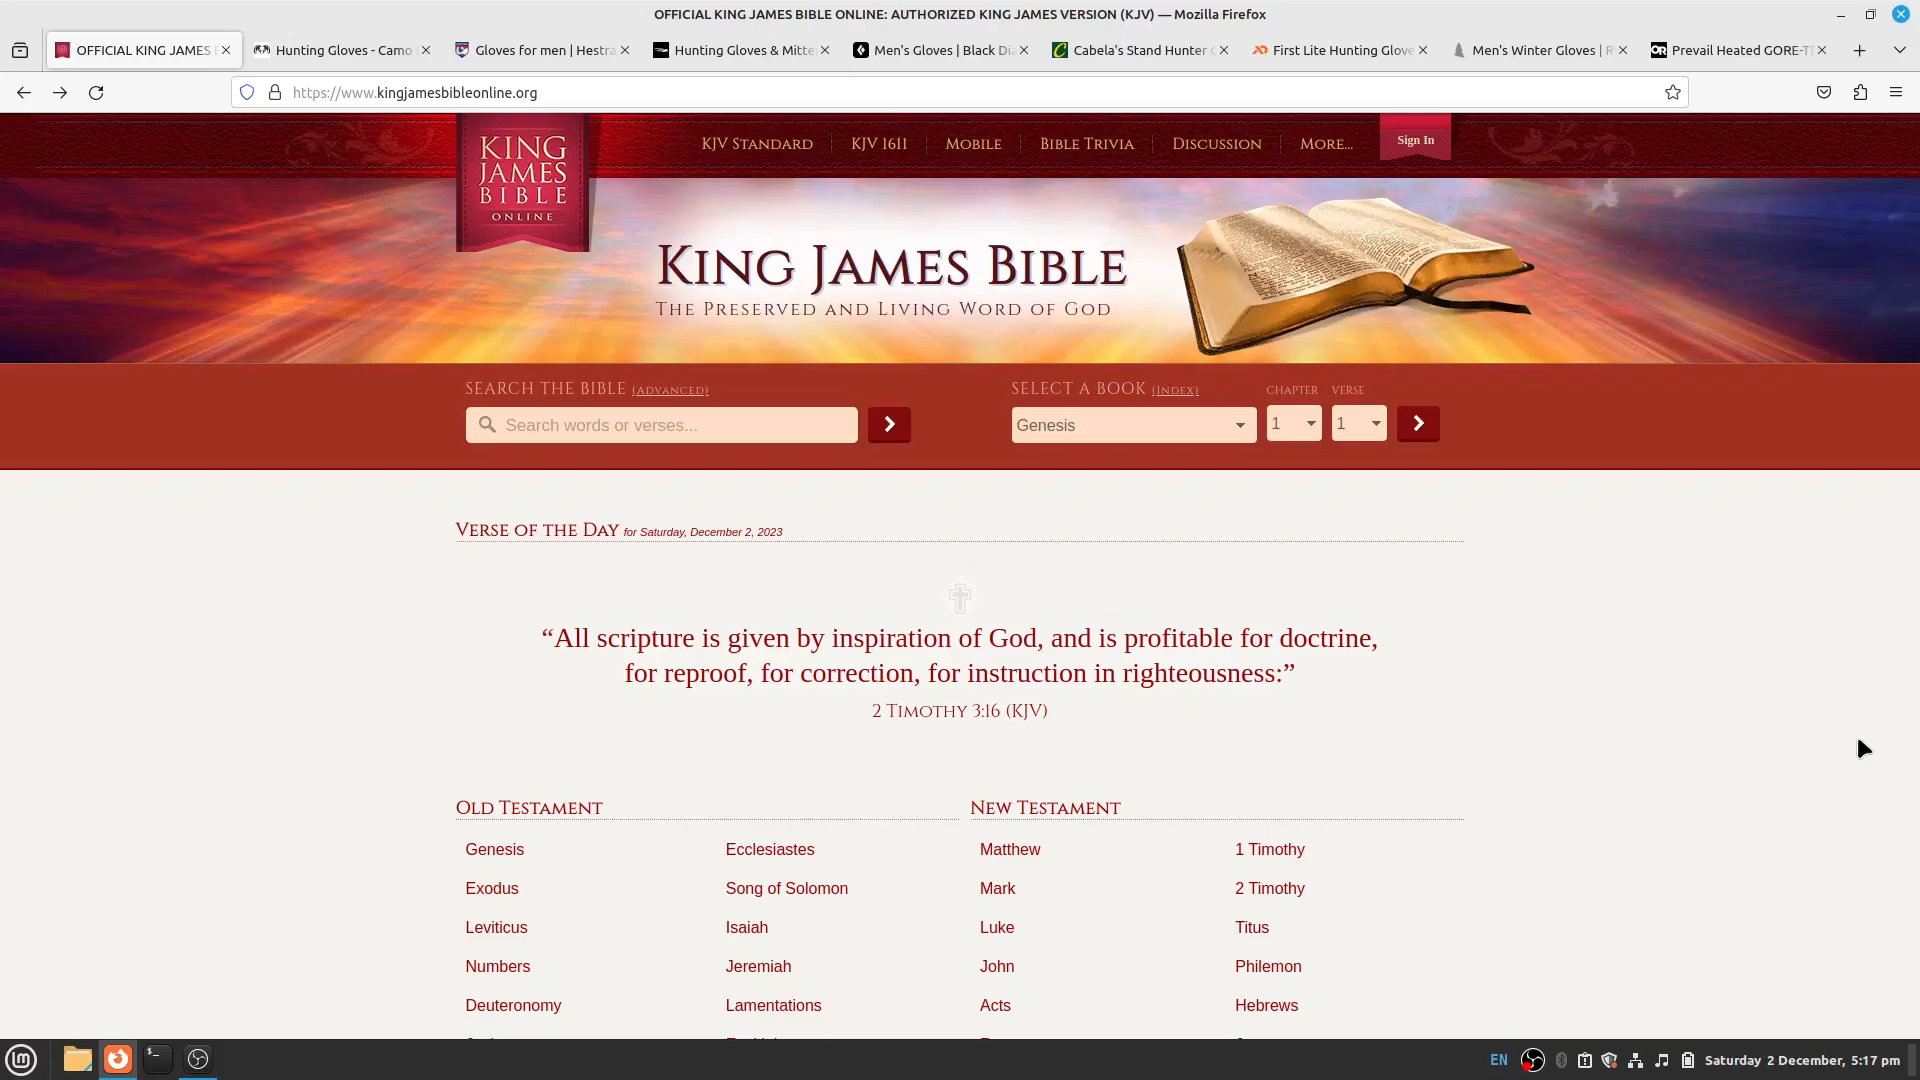 OFFICIAL KING JAMES BIBLE ONLINE: AUTHORIZED KING JAMES VERSION (KJV) — Mozilla Firefox
OFFICIAL KING JAMES
Hunting Gloves - Camo
Gloves for men | Hestra
Hunting Gloves & Mitte
Men's Gloves | Black Dia
Cabela's Stand Hunter
First Lite Hunting Glove
Men's Winter Gloves | R
OR
Prevail Heated GORE-T
https://www.kingjamesbibleonline.org
KING
JAMES
BIBLE
ONLINE
KJV Standard
KJV 1611
Mobile
Bible Trivia
Discussion
More...
Sign In
King James Bible
The Preserved and Living Word of God
SEARCH THE BIBLE (Advanced)
Search words or verses...
SELECT A BOOK (Index)
CHAPTER
VERSE
Genesis
1
1
Verse of the Day for Saturday, December 2, 2023
“All scripture is given by inspiration of God, and is profitable for doctrine,
for reproof, for correction, for instruction in righteousness:”
2 Timothy 3:16 (KJV)
Old Testament
New Testament
Genesis
Ecclesiastes
Matthew
1 Timothy
Exodus
Song of Solomon
Mark
2 Timothy
Leviticus
Isaiah
Luke
Titus
Numbers
Jeremiah
John
Philemon
Deuteronomy
Lamentations
Acts
Hebrews
EN
Saturday 2 December, 5:17 pm